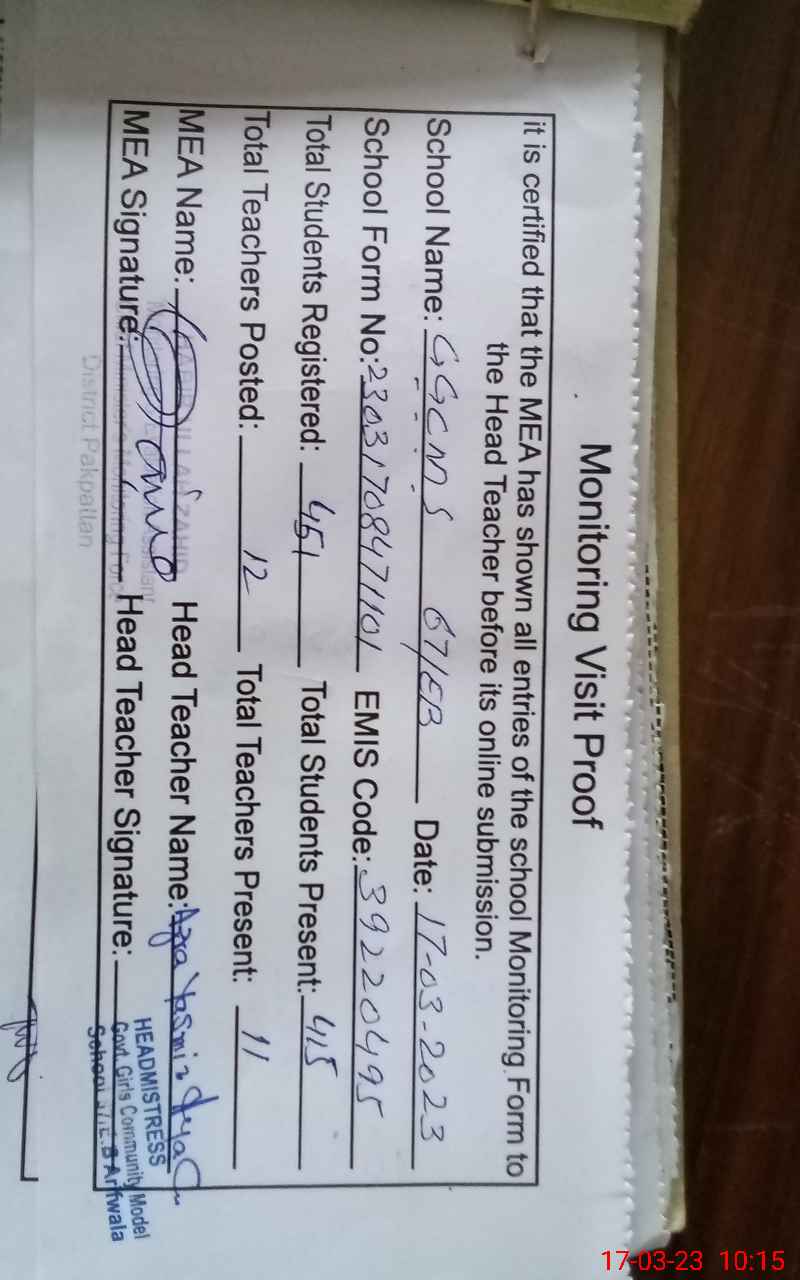 Monitoring Visit Proof
it is certified that the MEA has shown all entries of the school Monitoring Form to
the Head Teacher before its online submission.
School Name: GGCMS 67/EB Date: 17-03-2023
School Form No: 23031708471101 EMIS Code: 39220495
Total Students Registered: 451 Total Students Present: 415
Total Teachers Posted: 12 Total Teachers Present: 11
MEA Name: Head Teacher Name: Yasmin
MEA Signature: Head Teacher Signature:
District Pakpattan
HEADMISTRESS
Govt. Girls Community Model
School E.B Arifwala
17-03-23 10:15